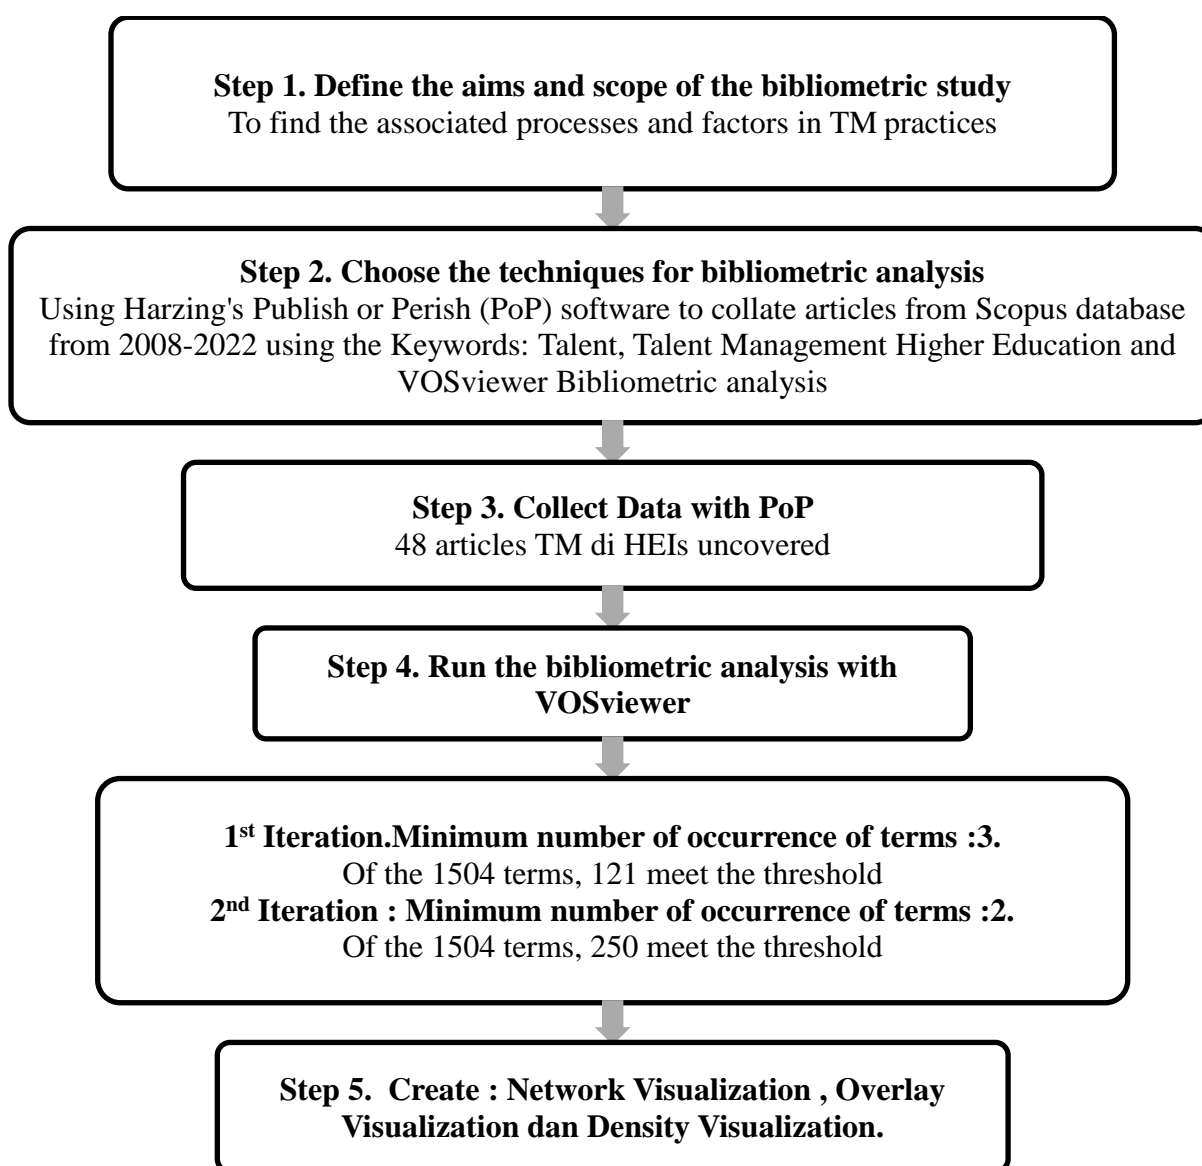 Step 1. Define the aims and scope of the bibliometric study
To find the associated processes and factors in TM practices
Step 2. Choose the techniques for bibliometric analysis
Using Harzing's Publish or Perish (PoP) software to collate articles from Scopus database
from 2008-2022 using the Keywords: Talent, Talent Management Higher Education and
VOSviewer Bibliometric analysis
Step 3. Collect Data with PoP
48 articles TM di HEIs uncovered
Step 4. Run the bibliometric analysis with
VOSviewer
1st Iteration.Minimum number of occurrence of terms :3.
Of the 1504 terms, 121 meet the threshold
2nd Iteration : Minimum number of occurrence of terms :2.
Of the 1504 terms, 250 meet the threshold
Step 5.  Create : Network Visualization , Overlay
Visualization dan Density Visualization.